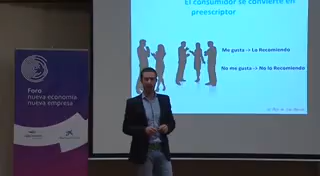 El consumidor se convierte en
preescriptor
Me gusta -> Lo Recomiendo
No me gusta -> No lo Recomiendo
Foro
nueva economía
nueva empresa